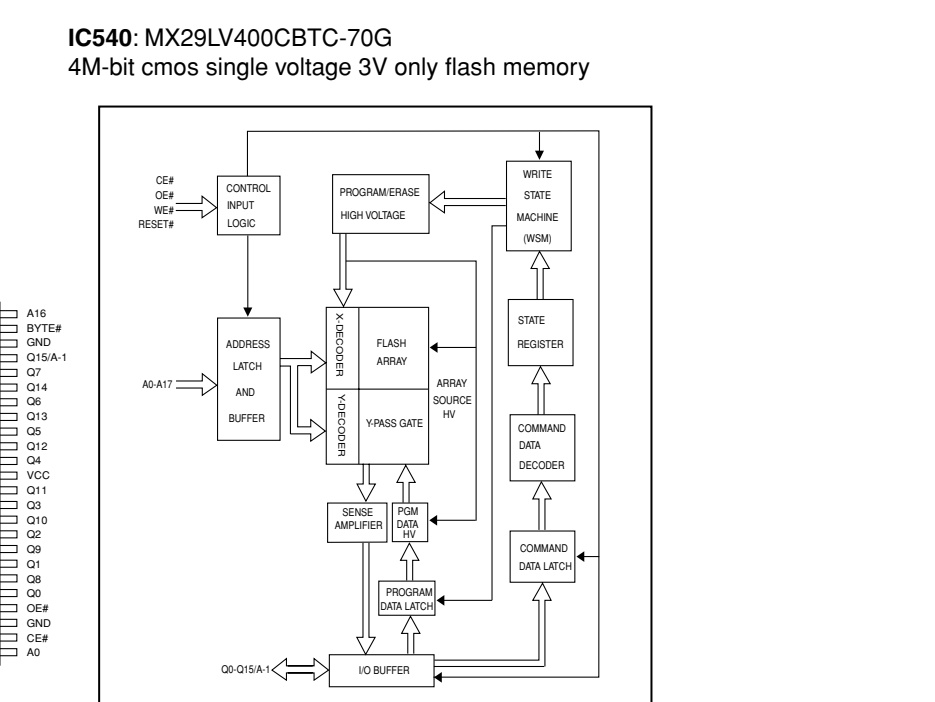 IC540: MX29LV400CBTC-70G
4M-bit cmos single voltage 3V only flash memory
CE#
OE#
WE#
RESET#
CONTROL
INPUT
LOGIC
PROGRAM/ERASE
HIGH VOLTAGE
WRITE
STATE
MACHINE
(WSM)
STATE
REGISTER
A0-A17
ADDRESS
LATCH
AND
BUFFER
X-DECODER
FLASH
ARRAY
Y-DECODER
Y-PASS GATE
ARRAY
SOURCE
HV
COMMAND
DATA
DECODER
SENSE
AMPLIFIER
PGM
DATA
HV
COMMAND
DATA LATCH
PROGRAM
DATA LATCH
Q0-Q15/A-1
I/O BUFFER
A16
BYTE#
GND
Q15/A-1
Q7
Q14
Q6
Q13
Q5
Q12
Q4
VCC
Q11
Q3
Q10
Q2
Q9
Q1
Q8
Q0
OE#
GND
CE#
A0